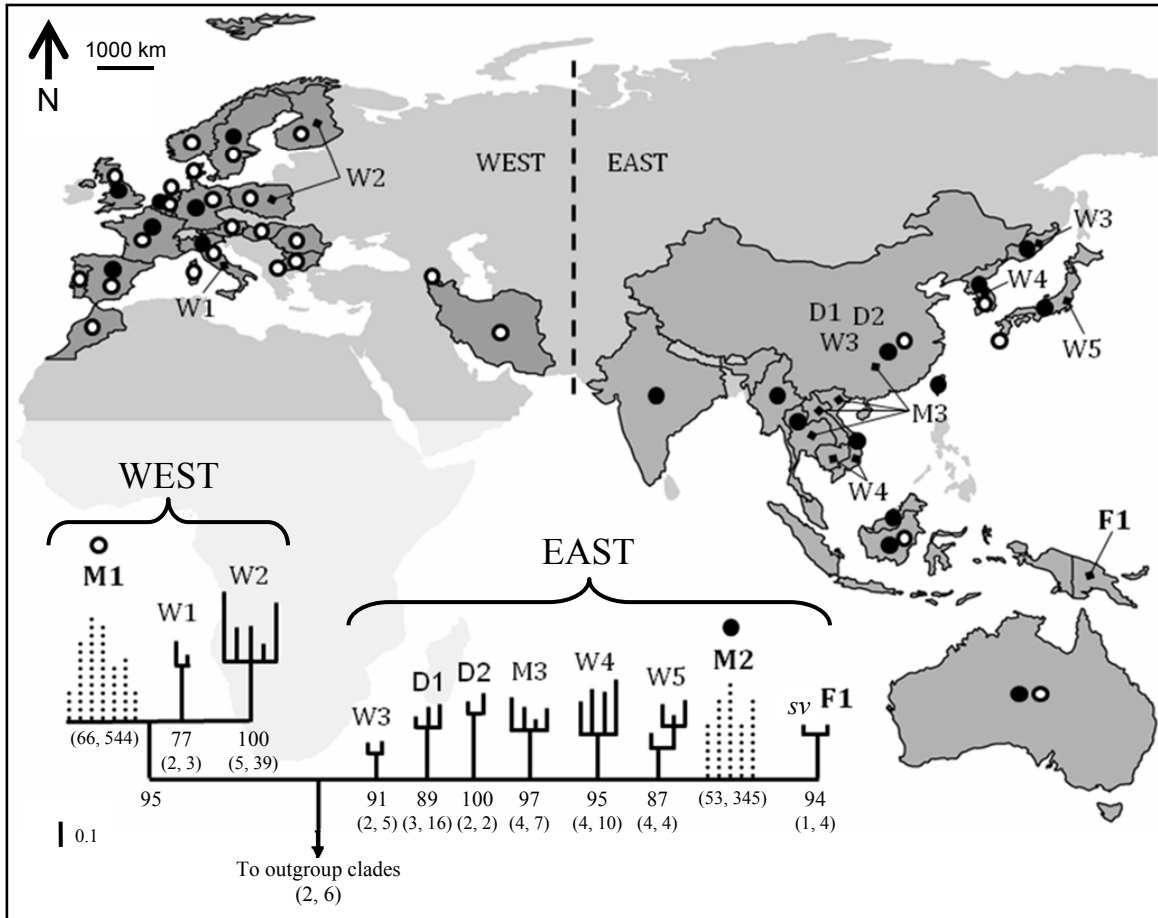 1000 km
N
WEST EAST
W2
W1
W3
W4
D1 D2
W3
W5
M3
W4
F1
WEST
EAST
M1
W1
W2
W3
D1
D2
M3
W4
W5
M2
sv F1
(66, 544)
77
(2, 3)
100
(5, 39)
95
91
(2, 5)
89
(3, 16)
100
(2, 2)
97
(4, 7)
95
(4, 10)
87
(4, 4)
(53, 345)
94
(1, 4)
0.1
To outgroup clades
(2, 6)